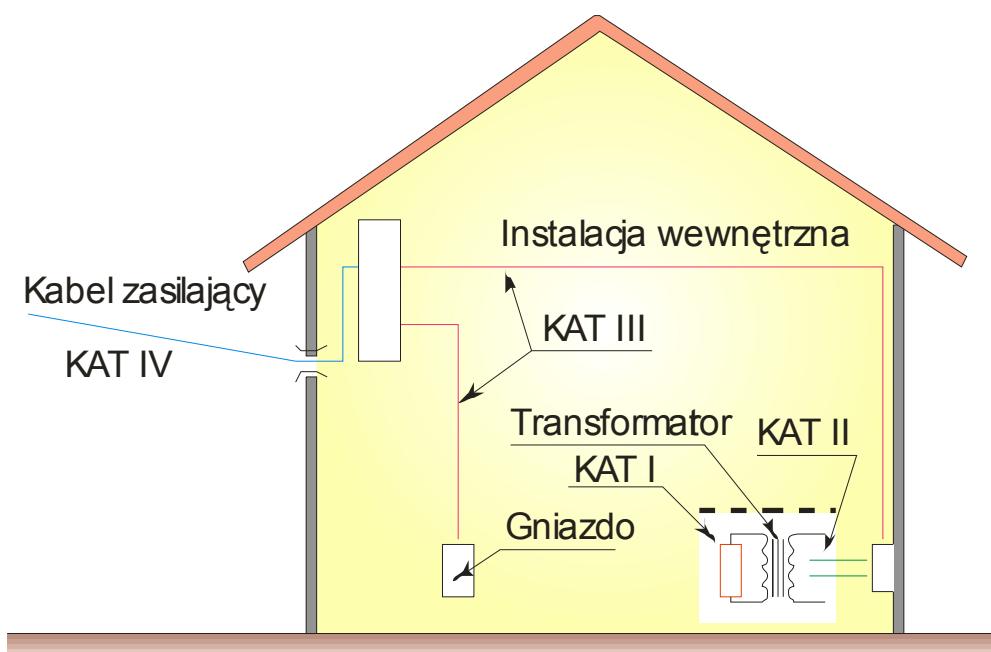 Instalacja wewnętrzna
Kabel zasilający
KAT III
KAT IV
Transformator
KAT II
KAT I
Gniazdo